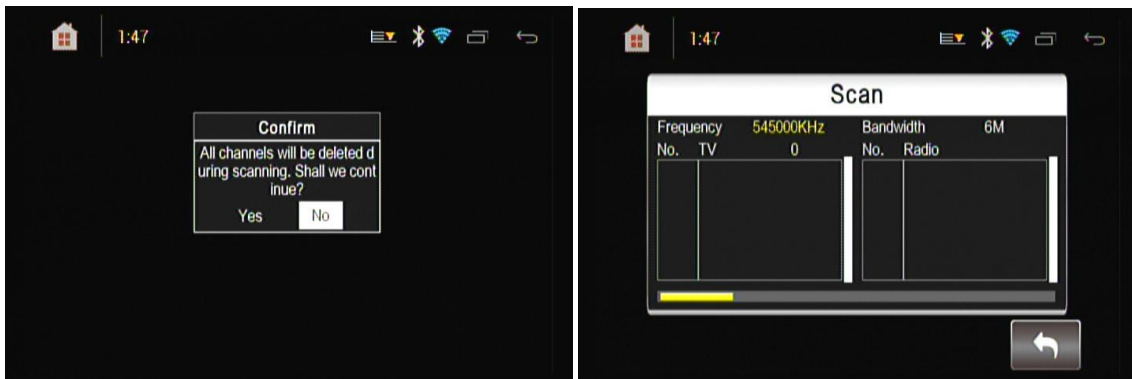 1:47
Confirm
All channels will be deleted d
uring scanning. Shall we cont
inue?
Yes No
1:47
Scan
Frequency 545000KHz Bandwidth 6M
No. TV 0 No. Radio